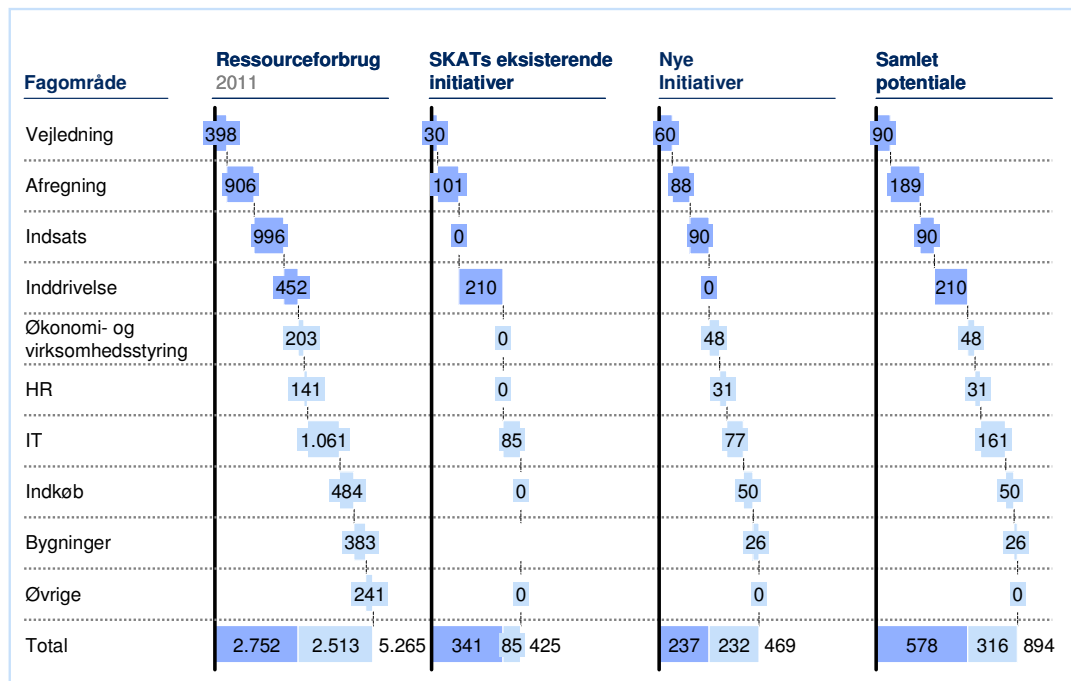 Fagområde
Ressourceforbrug
2011
SKATs eksisterende
initiativer
Nye
Initiativer
Samlet
potentiale
Vejledning 398 30 60 90
Afregning 906 101 88 189
Indsats 996 0 90 90
Inddrivelse 452 210 0 210
Økonomi- og
virksomhedsstyring 203 0 48 48
HR 141 0 31 31
IT 1.061 85 77 161
Indkøb 484 0 50 50
Bygninger 383 26 26
Øvrige 241 0 0 0
Total 2.752 2.513 5.265 341 85 425 237 232 469 578 316 894